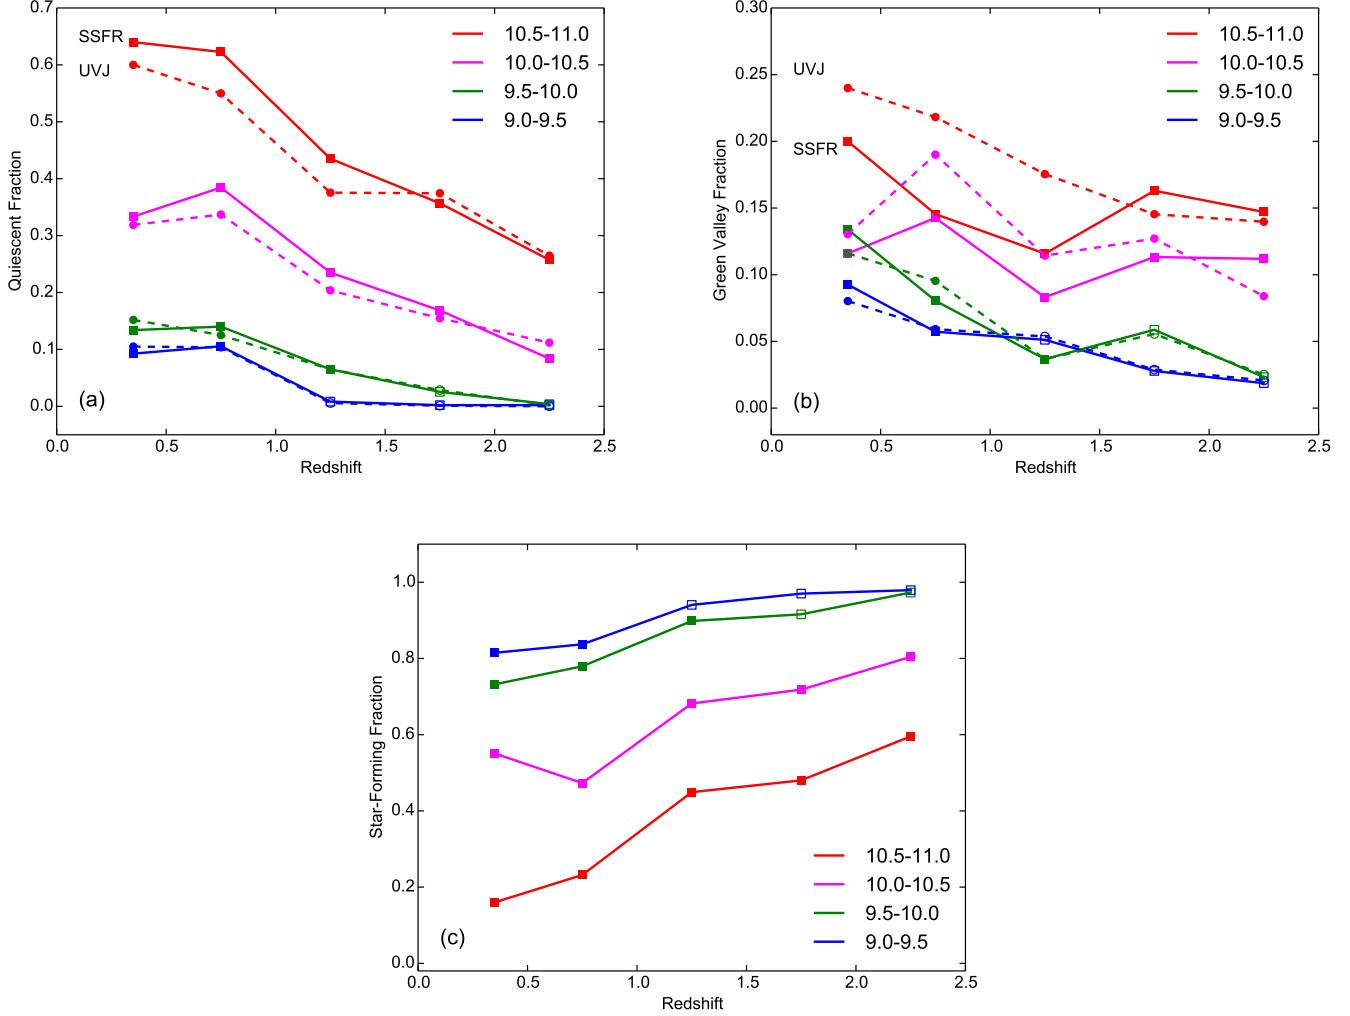 0.7
0.6
0.5
0.4
0.3
0.2
0.1
0.0
Quiescent Fraction
SSFR
UVJ
10.5-11.0
10.0-10.5
9.5-10.0
9.0-9.5
(a)
0.0 0.5 1.0 1.5 2.0 2.5
Redshift
0.30
0.25
0.20
0.15
0.10
0.05
0.00
Green Valley Fraction
UVJ
SSFR
10.5-11.0
10.0-10.5
9.5-10.0
9.0-9.5
(b)
0.0 0.5 1.0 1.5 2.0 2.5
Redshift
1.0
0.8
0.6
0.4
0.2
0.0
Star-Forming Fraction
10.5-11.0
10.0-10.5
9.5-10.0
9.0-9.5
(c)
0.0 0.5 1.0 1.5 2.0 2.5
Redshift